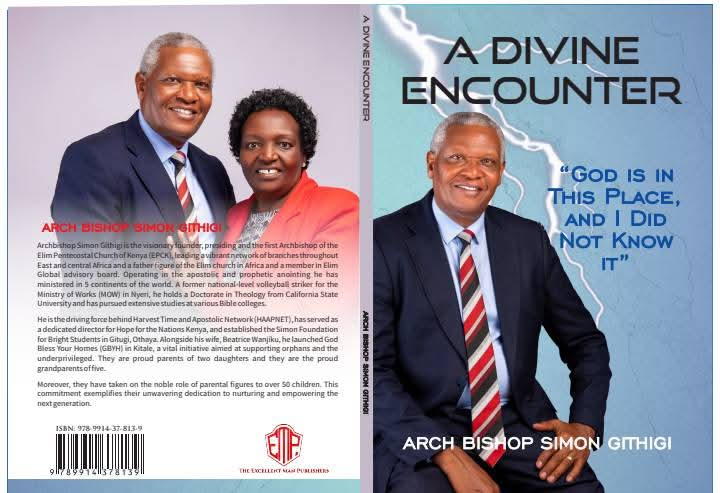 ARCH BISHOP SIMON GITHIGI
Archbishop Simon Githigi is the visionary founder, presiding and the first Archbishop of the
Elim Pentecostal Church of Kenya (EPCK), leading a vibrant network of branches throughout
East and central Africa and a father figure of the Elim church in Africa and a member in Elim
Global advisory board. Operating in the apostolic and prophetic anointing he has
ministered in 5 continents of the world. A former national-level volleyball striker for the
Ministry of Works (MOW) in Nyeri, he holds a Doctorate in Theology from California State
University and has pursued extensive studies at various Bible colleges.
He is the driving force behind Harvest Time and Apostolic Network (HAAPNET), has served as
a dedicated director for Hope for the Nations Kenya, and established the Simon Foundation
for Bright Students in Gitugi, Othaya. Alongside his wife, Beatrice Wanjiku, he launched God
Bless Your Homes (GBYH) in Kitale, a vital initiative aimed at supporting orphans and the
underprivileged. They are proud parents of two daughters and they are the proud
grandparents of five.
Moreover, they have taken on the noble role of parental figures to over 50 children. This
commitment exemplifies their unwavering dedication to nurturing and empowering the
next generation.
ISBN: 978-9914-37-813-9
9 789914 378139
EMP
THE EXCELLENT MAN PUBLISHERS
A DIVINE ENCOUNTER
ARCH BISHOP SIMON GITHIGI
A DIVINE
ENCOUNTER
“GOD IS IN
THIS PLACE,
AND I DID
NOT KNOW
IT”
ARCH BISHOP SIMON GITHIGI